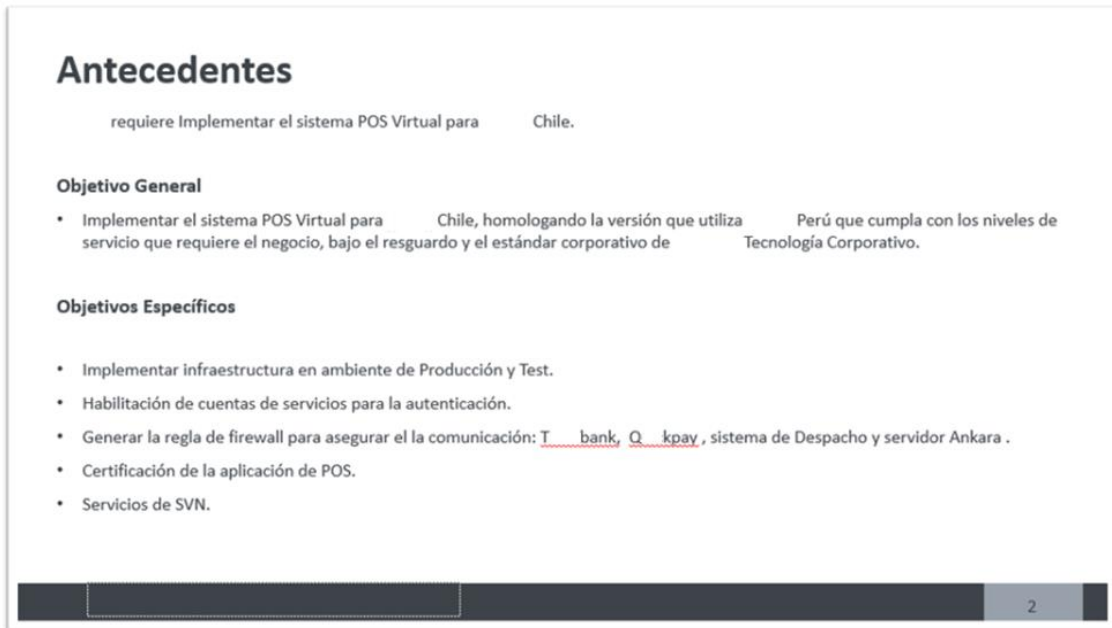 Antecedentes
requiere Implementar el sistema POS Virtual para Chile.
Objetivo General
• Implementar el sistema POS Virtual para Chile, homologando la versión que utiliza Perú que cumpla con los niveles de
servicio que requiere el negocio, bajo el resguardo y el estándar corporativo de Tecnología Corporativo.
Objetivos Específicos
• Implementar infraestructura en ambiente de Producción y Test.
• Habilitación de cuentas de servicios para la autenticación.
• Generar la regla de firewall para asegurar el la comunicación: T bank, Q kpay , sistema de Despacho y servidor Ankara .
• Certificación de la aplicación de POS.
• Servicios de SVN.
2